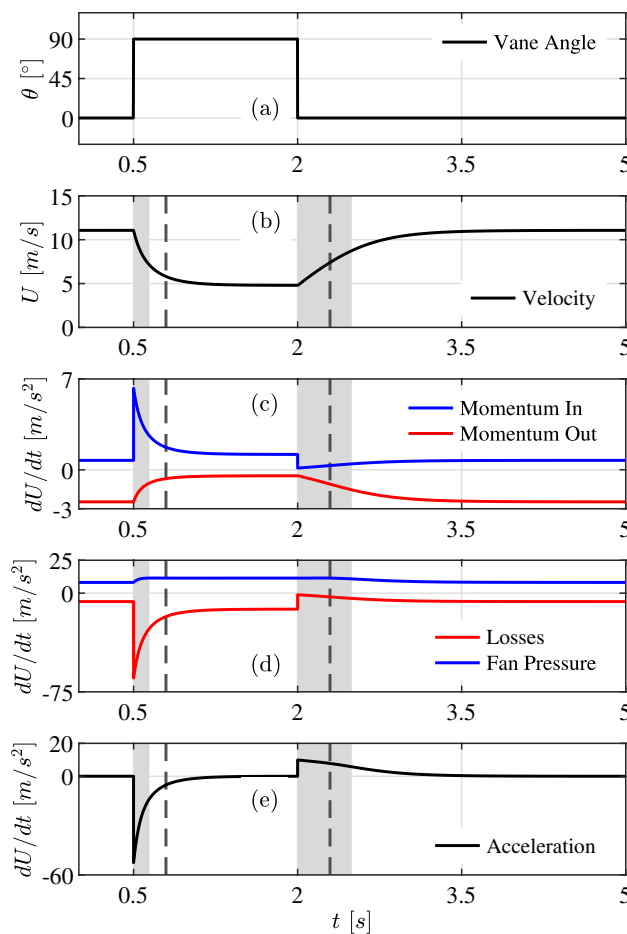 90
45
0
θ [°]
Vane Angle
(a)
0.5 2 3.5 5
15
10
5
0
U [m/s]
(b)
Velocity
0.5 2 3.5 5
7
0
-3
dU/dt [m/s²]
(c)
Momentum In
Momentum Out
0.5 2 3.5 5
25
0
-75
dU/dt [m/s²]
(d)
Losses
Fan Pressure
0.5 2 3.5 5
20
0
-60
dU/dt [m/s²]
(e)
Acceleration
0.5 2 3.5 5
t [s]